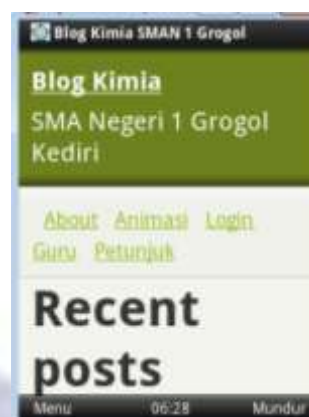 Blog Kimia SMAN 1 Grogol
Blog Kimia
SMA Negeri 1 Grogol
Kediri
About Animasi Login
Guru Petunjuk
Recent
posts
Menu 06:28 Mundur